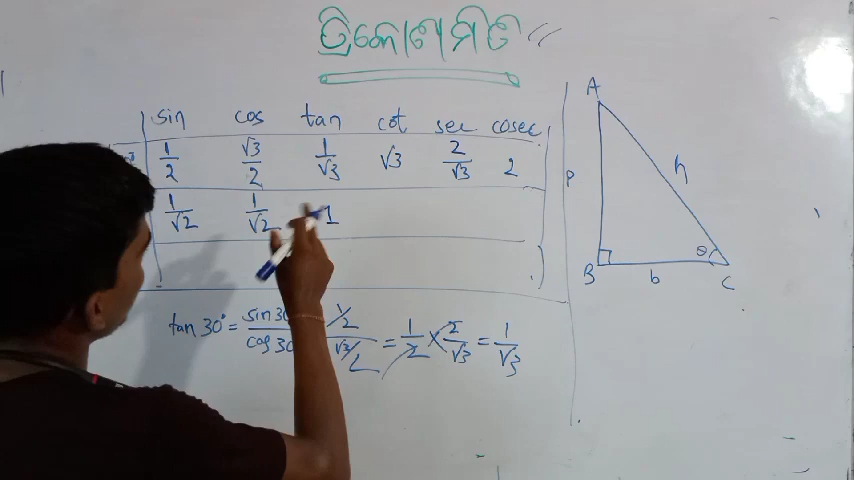 ତ୍ରିକୋଣମିତି
sin cos tan cot sec cosec
1/2 √3/2 1/√3 √3 2/√3 2
1/√2 1/√2 1
tan 30° = sin 30 / cos 30 1/2 / √3/2 = 1/2 × 2/√3 = 1/√3
A
p h
θ
B b C